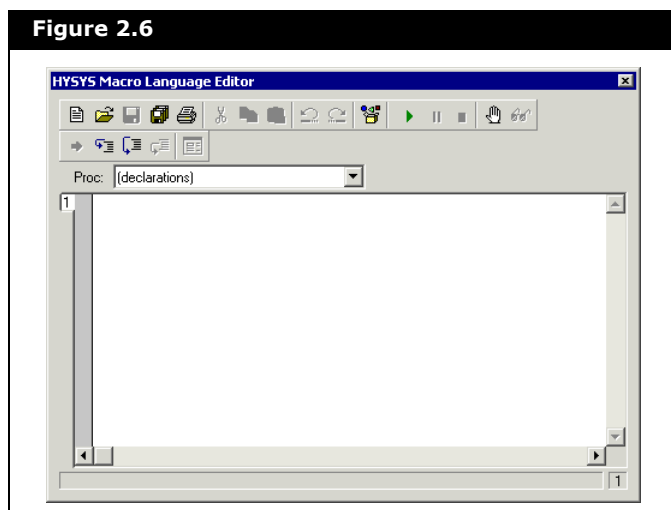 Figure 2.6
HYSYS Macro Language Editor
Proc: (declarations)
1
1